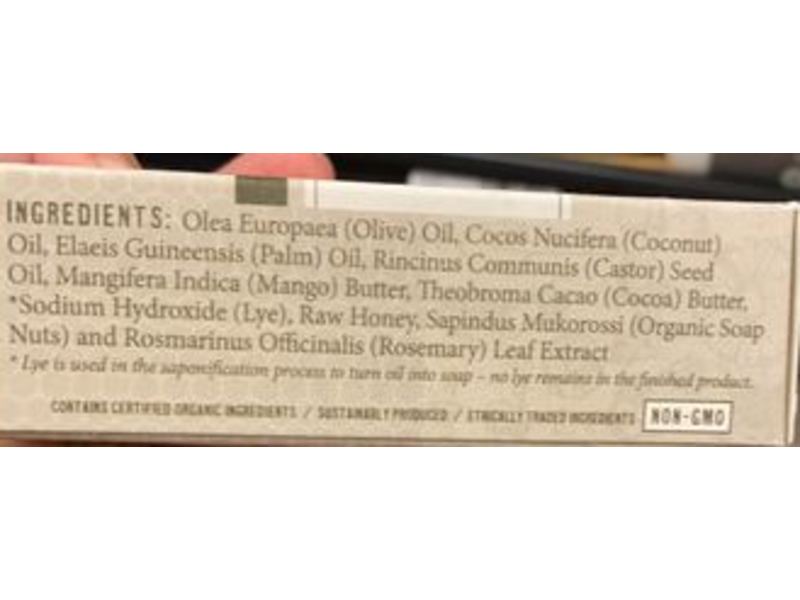 INGREDIENTS: Olea Europaea (Olive) Oil, Cocos Nucifera (Coconut)
Oil, Elaeis Guineensis (Palm) Oil, Rincinus Communis (Castor) Seed
Oil, Mangifera Indica (Mango) Butter, Theobroma Cacao (Cocoa) Butter,
*Sodium Hydroxide (Lye), Raw Honey, Sapindus Mukorossi (Organic Soap
Nuts) and Rosmarinus Officinalis (Rosemary) Leaf Extract
* Lye is used in the saponification process to turn oil into soap – no lye remains in the finished product.
CONTAINS CERTIFIED ORGANIC INGREDIENTS / SUSTAINABLY PRODUCED / ETHICALLY TRADED INGREDIENTS NON-GMO